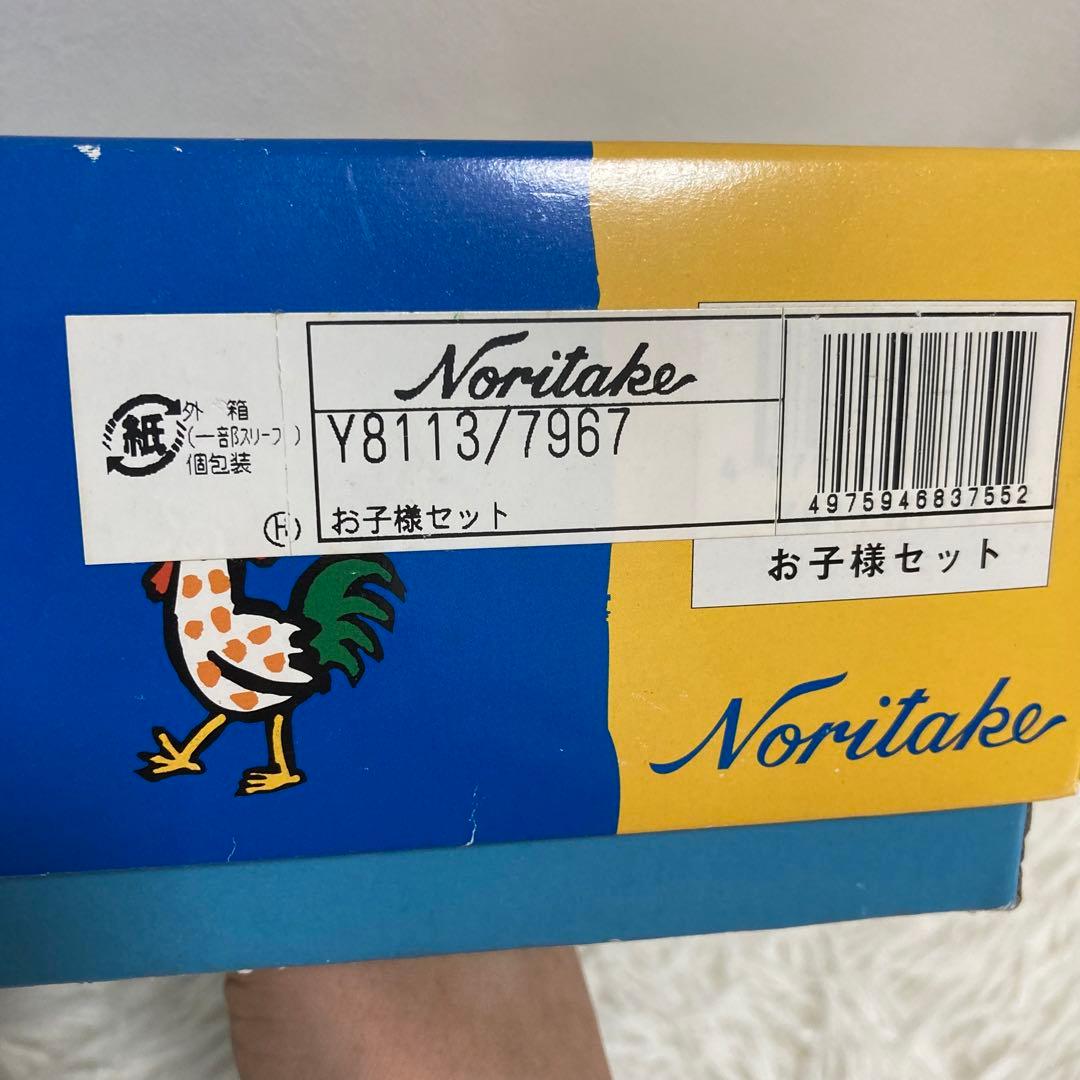 Noritake
Y8113/7967
お子様セット
紙
外箱
(一部スリーブ)
個包装
(H)
4975946837552
お子様セット
Noritake